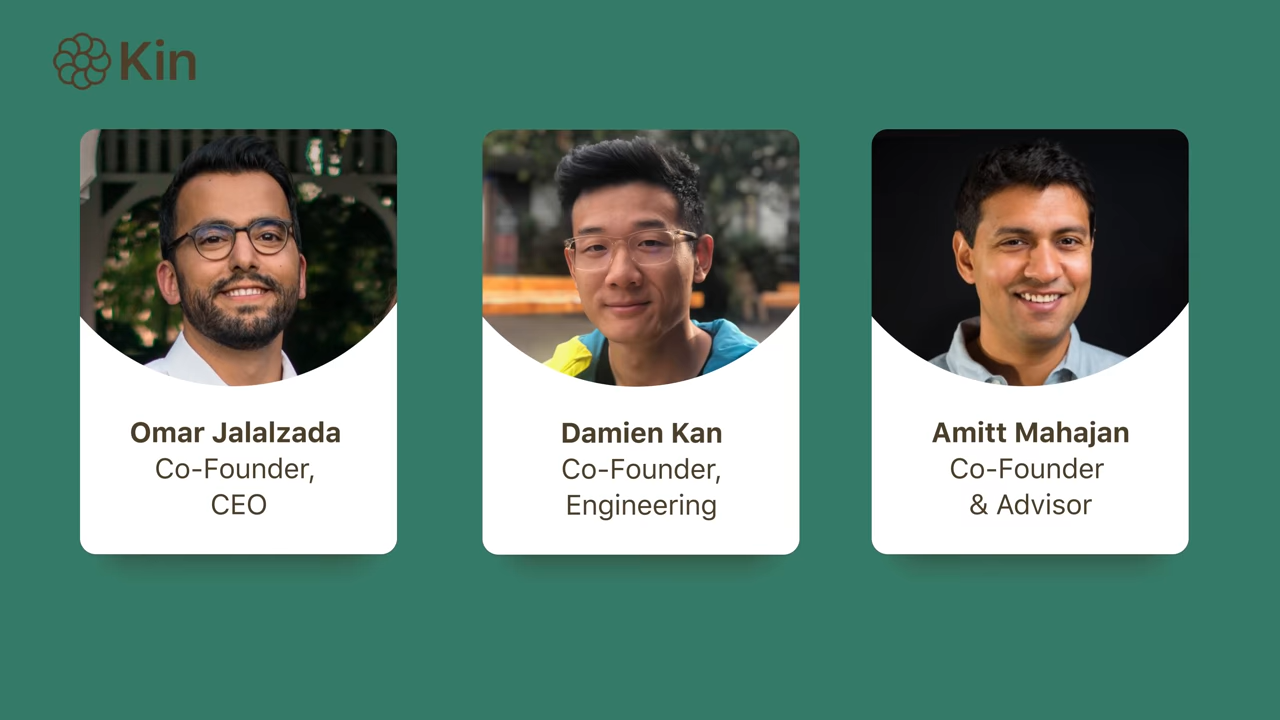 Kin
Omar Jalalzada
Co-Founder,
CEO
Damien Kan
Co-Founder,
Engineering
Amitt Mahajan
Co-Founder
& Advisor